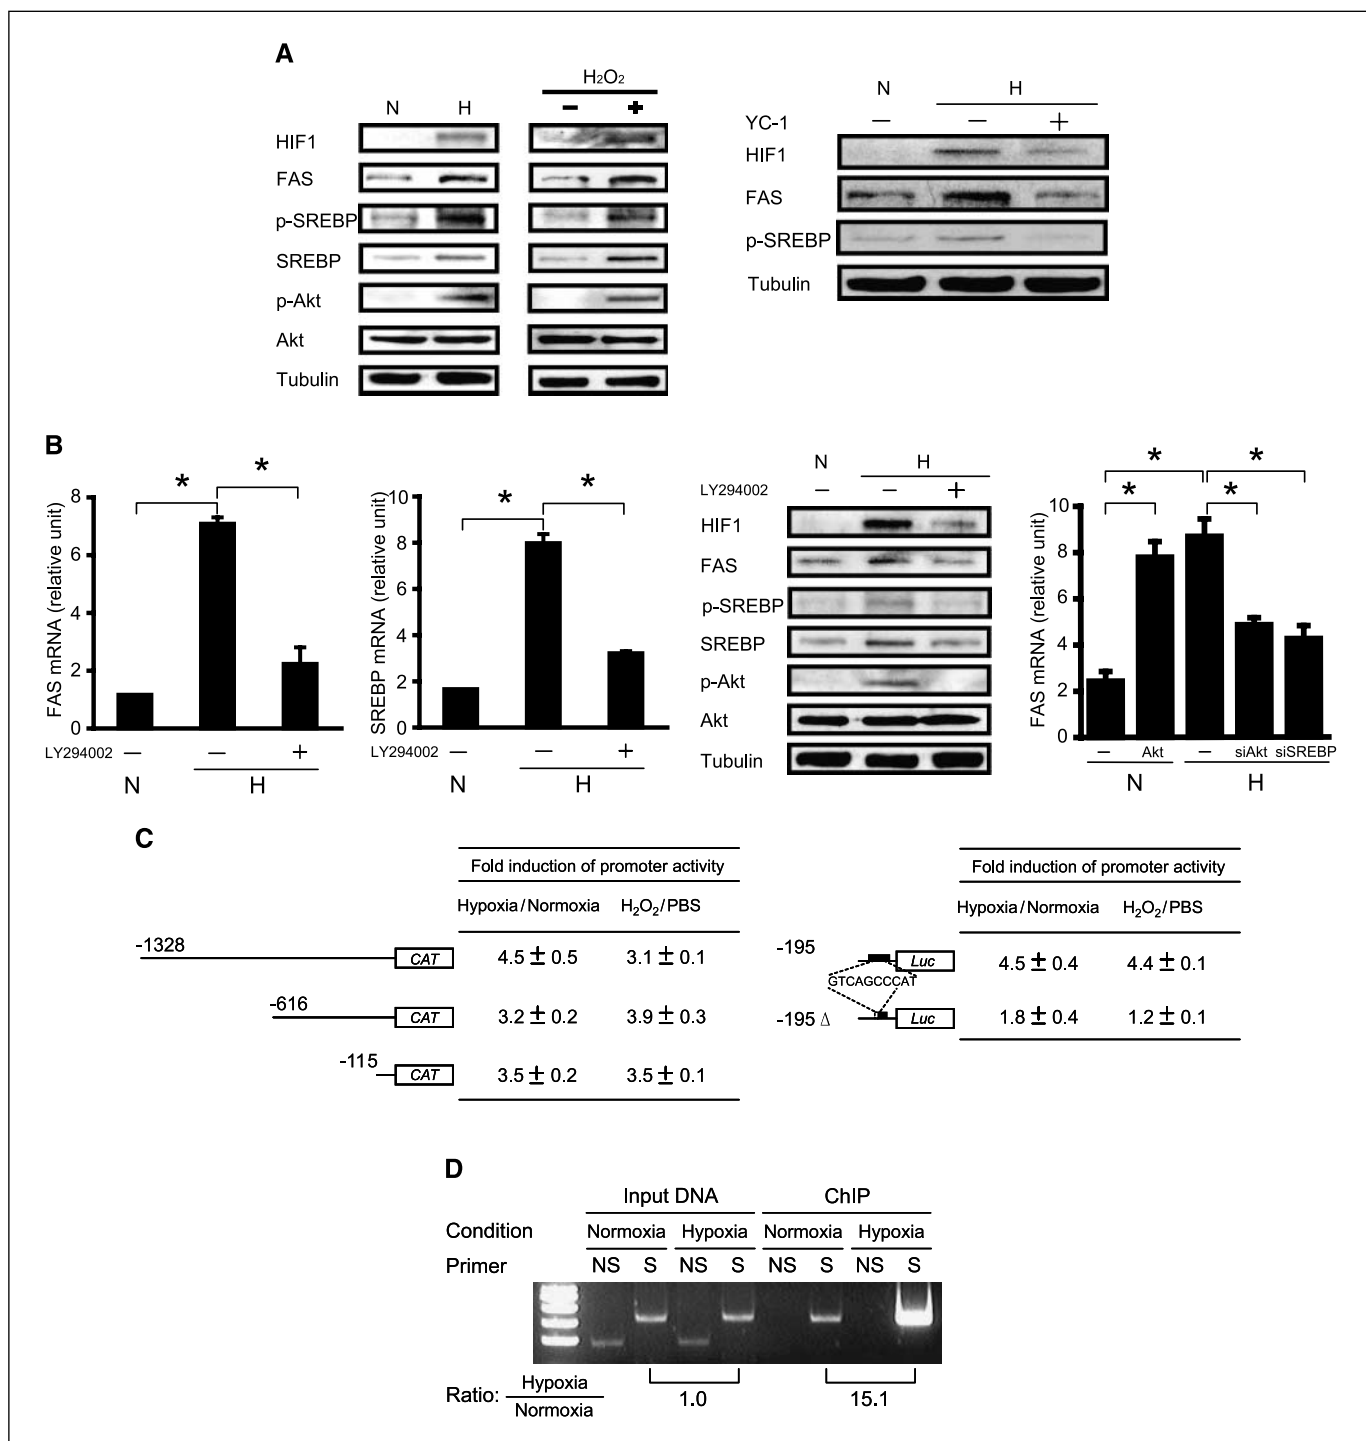 A
N H
H2O2
− +
HIF1
FAS
p-SREBP
SREBP
p-Akt
Akt
Tubulin
N H
YC-1 − − +
HIF1
FAS
p-SREBP
Tubulin
B
FAS mRNA (relative unit)
8
6
4
2
0
* *
LY294002 − − +
N H
SREBP mRNA (relative unit)
10
8
6
4
2
0
* *
LY294002 − − +
N H
N H
LY294002 − − +
HIF1
FAS
p-SREBP
SREBP
p-Akt
Akt
Tubulin
FAS mRNA (relative unit)
10
8
6
4
2
0
* *
* *
− Akt − siAkt siSREBP
N H
C
Fold induction of promoter activity
Hypoxia/Normoxia H2O2/PBS
-1328 CAT 4.5 ± 0.5 3.1 ± 0.1
-616 CAT 3.2 ± 0.2 3.9 ± 0.3
-115 CAT 3.5 ± 0.2 3.5 ± 0.1
Fold induction of promoter activity
Hypoxia/Normoxia H2O2/PBS
-195 Luc 4.5 ± 0.4 4.4 ± 0.1
GTCAGCCCAT
-195 Δ Luc 1.8 ± 0.4 1.2 ± 0.1
D
Input DNA ChIP
Condition Normoxia Hypoxia Normoxia Hypoxia
Primer NS S NS S NS S NS S
Ratio: Hypoxia
Normoxia
1.0 15.1